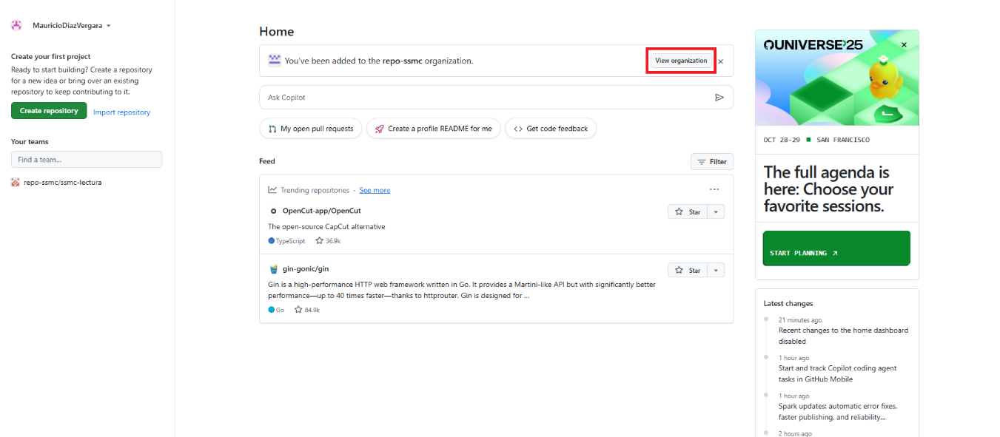 MauricioDiazVergara
Create your first project
Ready to start building? Create a repository
for a new idea or bring over an existing
repository to keep contributing to it.
Create repository
Import repository
Your teams
Find a team...
repo-ssmc/ssmc-lectura
Home
You've been added to the repo-ssmc organization.
View organization
Ask Copilot
My open pull requests
Create a profile README for me
Get code feedback
Feed
Filter
Trending repositories · See more
OpenCut-app/OpenCut
Star
The open-source CapCut alternative
TypeScript 36.9k
gin-gonic/gin
Star
Gin is a high-performance HTTP web framework written in Go. It provides a Martini-like API but with significantly better
performance—up to 40 times faster—thanks to httprouter. Gin is designed for ...
Go 84.9k
UNIVERSE'25
OCT 28-29 SAN FRANCISCO
The full agenda is
here: Choose your
favorite sessions.
START PLANNING
Latest changes
21 minutes ago
Recent changes to the home dashboard
disabled
1 hour ago
Start and track Copilot coding agent
tasks in GitHub Mobile
1 hour ago
Spark updates: automatic error fixes,
faster publishing, and reliability...
2 hours ago